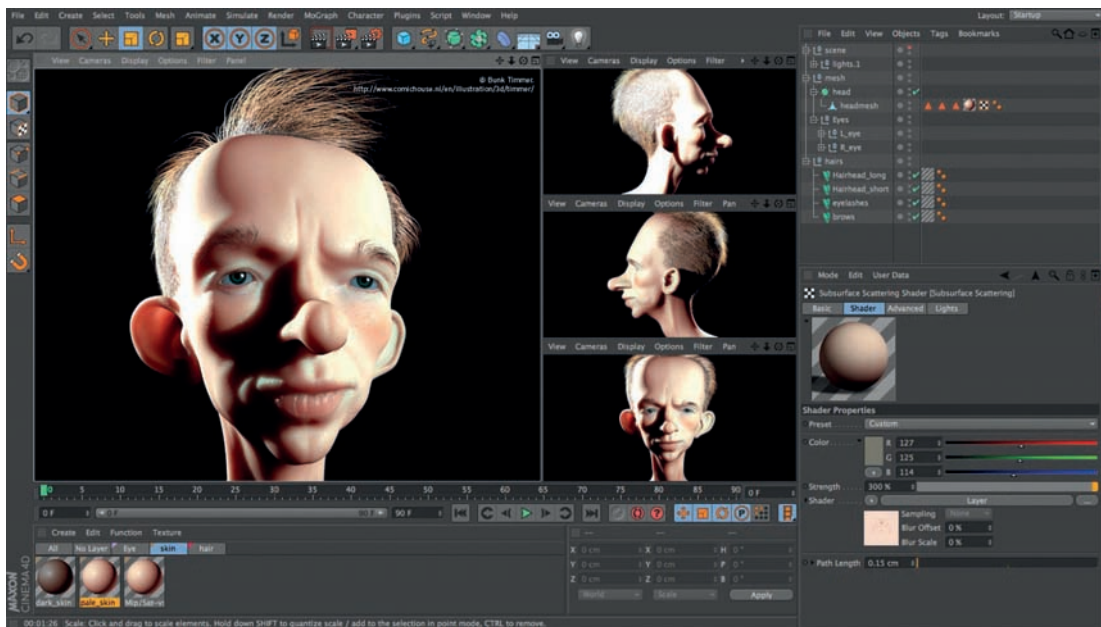 File Edit Create Select Tools Mesh Animate Simulate Render MoGraph Character Plugins Script Window Help
Layout: Startup
X Y Z
View Cameras Display Options Filter Panel
© Bunk Timmer.
http://www.comichouse.nl/en/illustration/3d/timmer/
View Cameras Display Options Filter
View Cameras Display Options Filter Pan
View Cameras Display Options Filter Pan
File Edit View Objects Tags Bookmarks
scene
lights.1
mesh
head
headmesh
Eyes
L_eye
R_eye
hairs
Hairhead_long
Hairhead_short
eyelashes
brows
Mode Edit User Data
Subsurface Scattering Shader [Subsurface Scattering]
Basic Shader Advanced Lights
Shader Properties
Preset Custom
Color R 127
G 125
B 114
Strength 300 %
Shader Layer ...
Sampling None
Blur Offset 0 %
Blur Scale 0 %
Path Length 0.15 cm
0 5 10 15 20 25 30 35 40 45 50 55 60 65 70 75 80 85 90 0 F
0 F 0 F 90 F 90 F
P
Create Edit Function Texture
All No Layer Eye skin hair
dark_skin pale_skin
X 0 cm X 0 cm H 0°
Y 0 cm Y 0 cm P 0°
Z 0 cm Z 0 cm B 0°
World Scale Apply
MAXON
CINEMA 4D
00:01:26 Scale: Click and drag to scale elements. Hold down SHIFT to quantize scale / add to the selection in point mode, CTRL to remove.